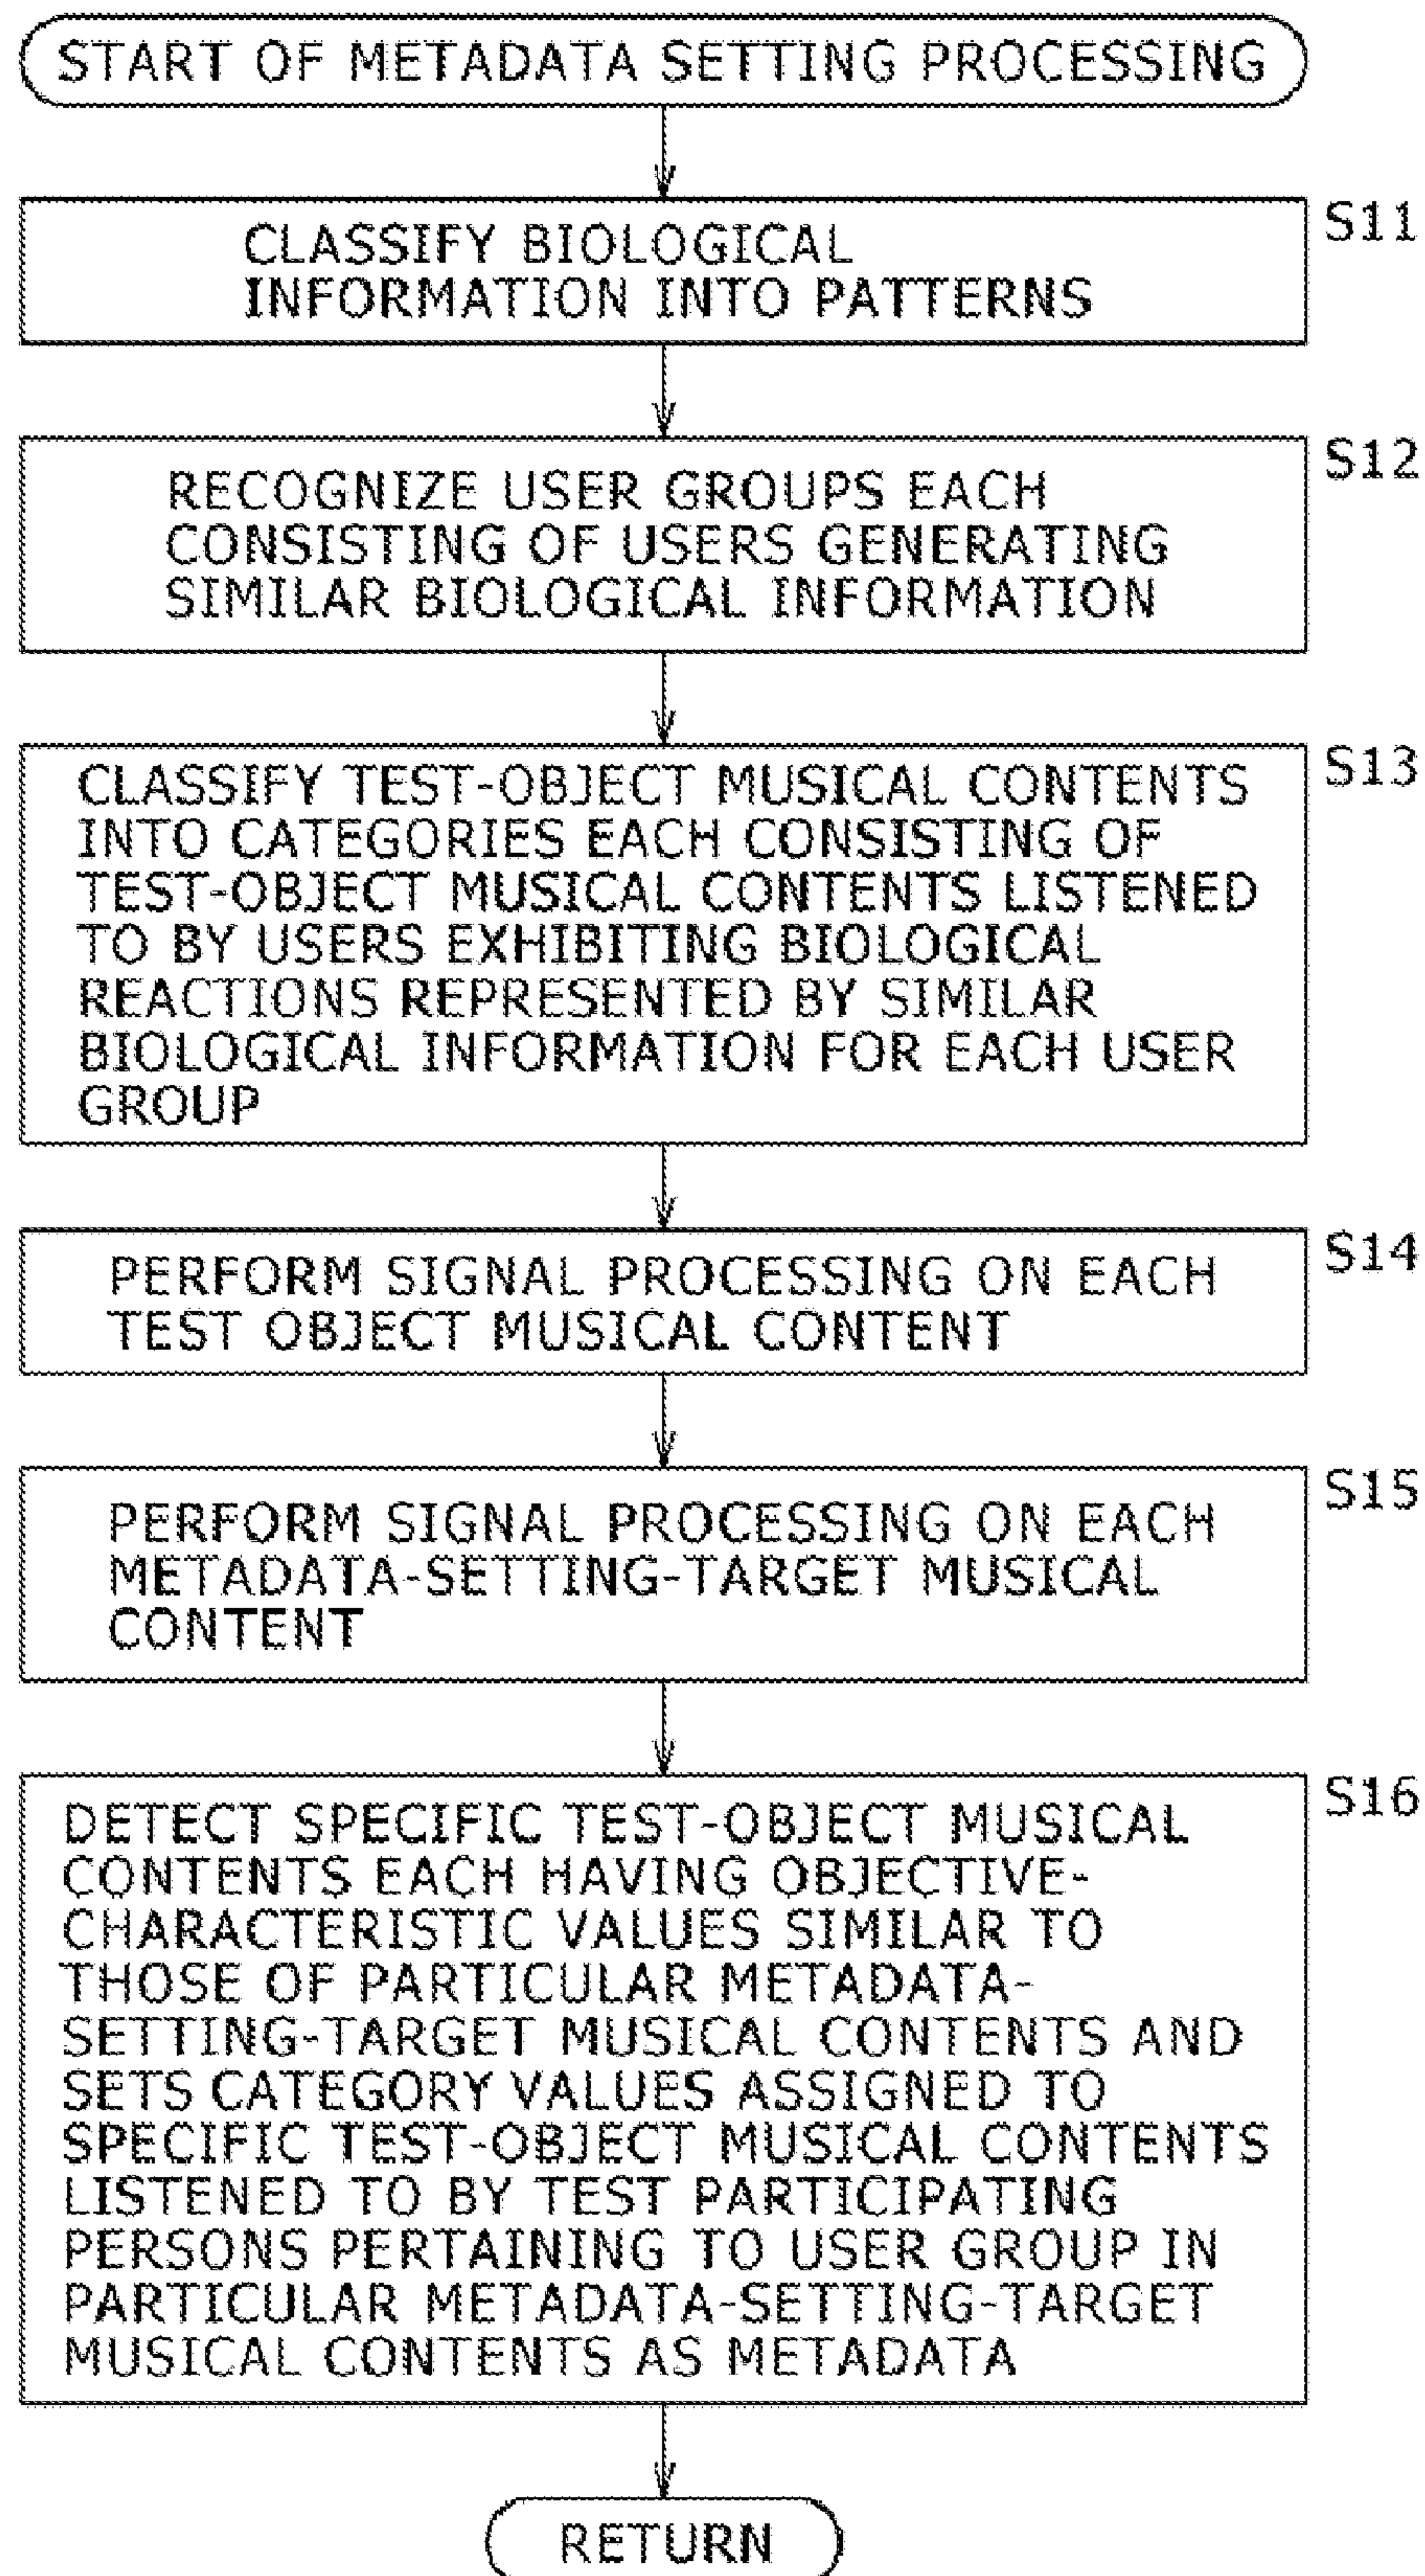 START OF METADATA SETTING PROCESSING
S11
CLASSIFY BIOLOGICAL
INFORMATION INTO PATTERNS
S12
RECOGNIZE USER GROUPS EACH
CONSISTING OF USERS GENERATING
SIMILAR BIOLOGICAL INFORMATION
S13
CLASSIFY TEST-OBJECT MUSICAL CONTENTS
INTO CATEGORIES EACH CONSISTING OF
TEST-OBJECT MUSICAL CONTENTS LISTENED
TO BY USERS EXHIBITING BIOLOGICAL
REACTIONS REPRESENTED BY SIMILAR
BIOLOGICAL INFORMATION FOR EACH USER
GROUP
S14
PERFORM SIGNAL PROCESSING ON EACH
TEST OBJECT MUSICAL CONTENT
S15
PERFORM SIGNAL PROCESSING ON EACH
METADATA-SETTING-TARGET MUSICAL
CONTENT
S16
DETECT SPECIFIC TEST-OBJECT MUSICAL
CONTENTS EACH HAVING OBJECTIVE-
CHARACTERISTIC VALUES SIMILAR TO
THOSE OF PARTICULAR METADATA-
SETTING-TARGET MUSICAL CONTENTS AND
SETS CATEGORY VALUES ASSIGNED TO
SPECIFIC TEST-OBJECT MUSICAL CONTENTS
LISTENED TO BY TEST PARTICIPATING
PERSONS PERTAINING TO USER GROUP IN
PARTICULAR METADATA-SETTING-TARGET
MUSICAL CONTENTS AS METADATA
RETURN